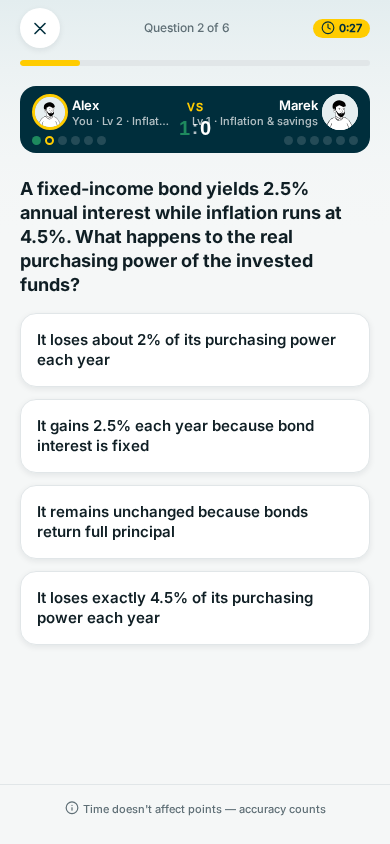 Question 2 of 6
0:27
Alex
VS
Marek
You · Lv 2 · Inflat...
Lv 1 · Inflation & savings
1:0
A fixed-income bond yields 2.5%
annual interest while inflation runs at
4.5%. What happens to the real
purchasing power of the invested
funds?
It loses about 2% of its purchasing power
each year
It gains 2.5% each year because bond
interest is fixed
It remains unchanged because bonds
return full principal
It loses exactly 4.5% of its purchasing
power each year
Time doesn't affect points — accuracy counts